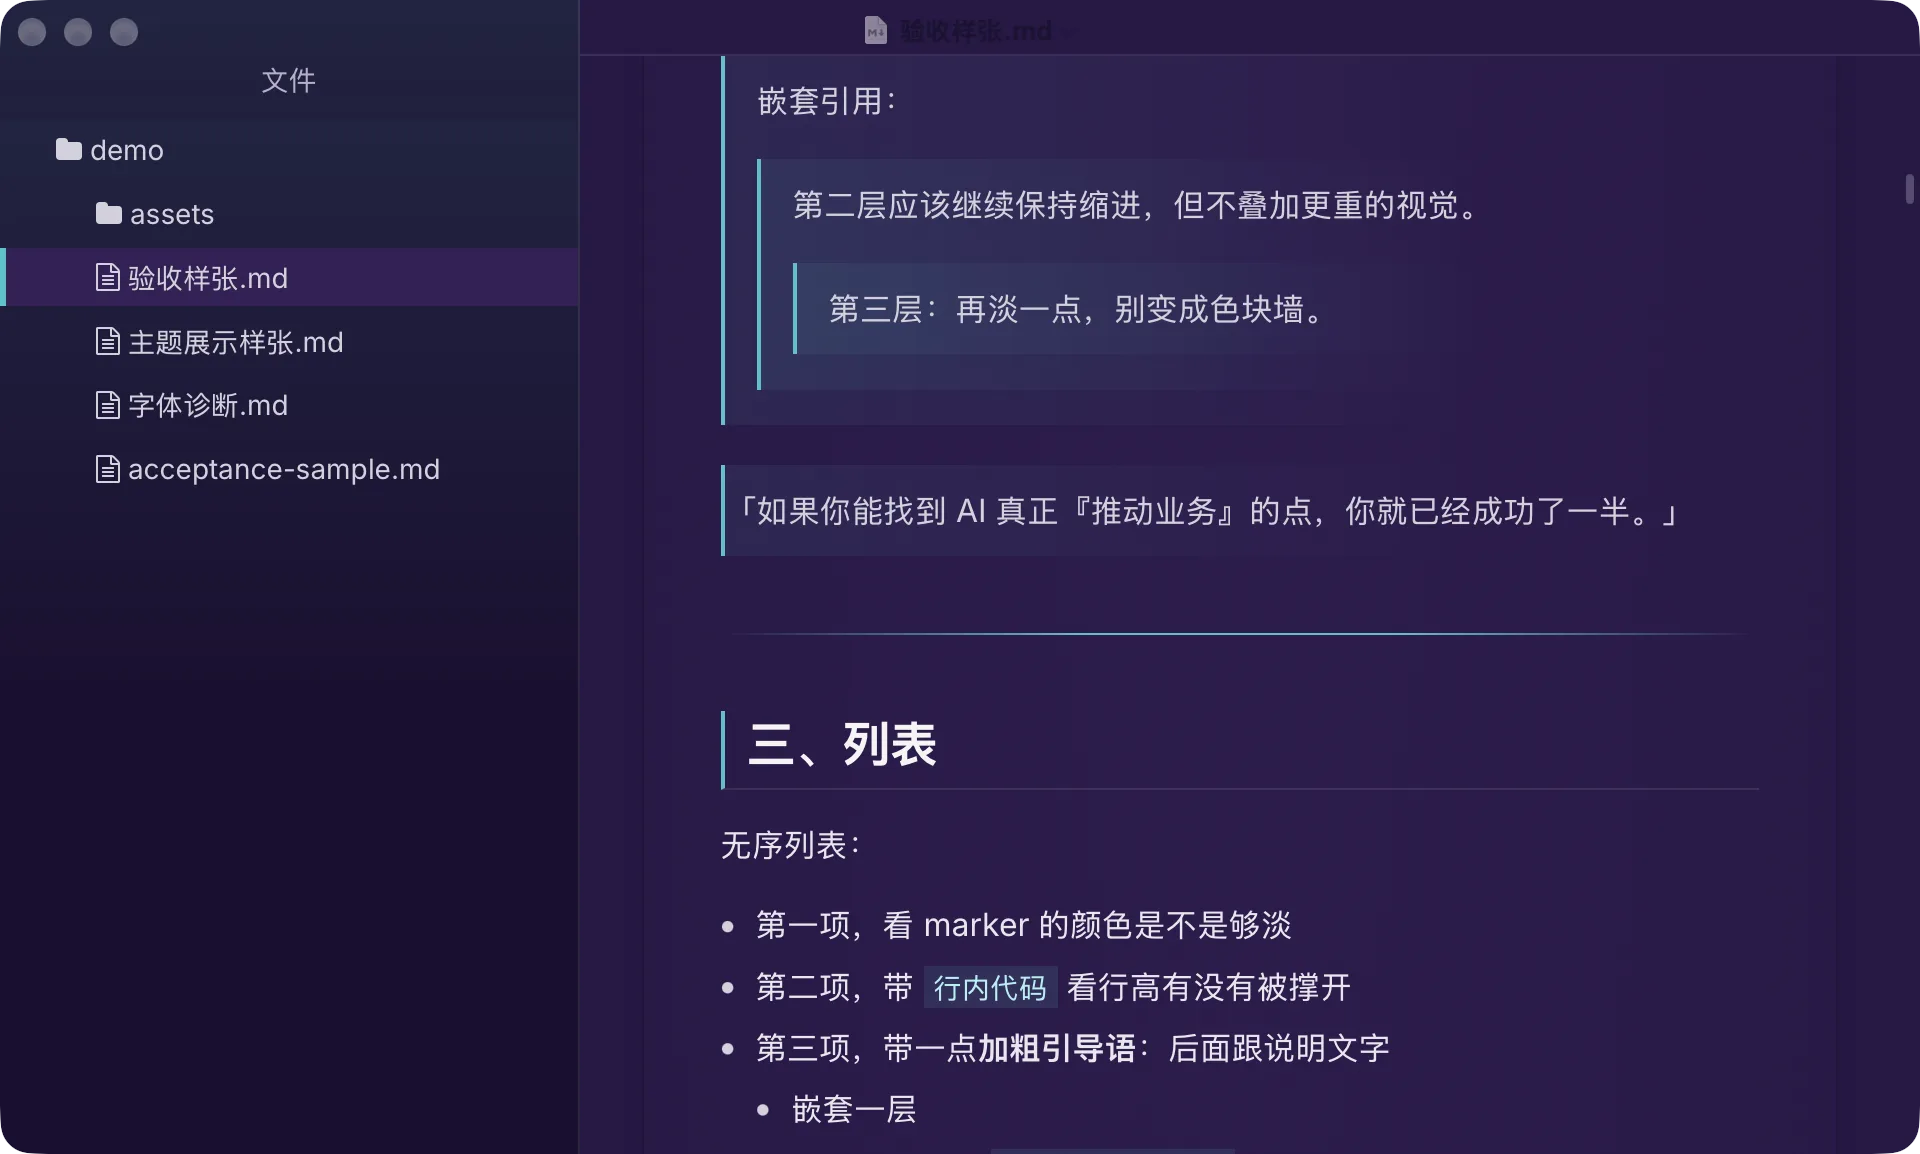 验收样张.md
文件
demo
assets
验收样张.md
主题展示样张.md
字体诊断.md
acceptance-sample.md
嵌套引用：
第二层应该继续保持缩进，但不叠加更重的视觉。
第三层：再淡一点，别变成色块墙。
「如果你能找到 AI 真正『推动业务』的点，你就已经成功了一半。」
三、列表
无序列表：
第一项，看 marker 的颜色是不是够淡
第二项，带 行内代码 看行高有没有被撑开
第三项，带一点加粗引导语：后面跟说明文字
嵌套一层